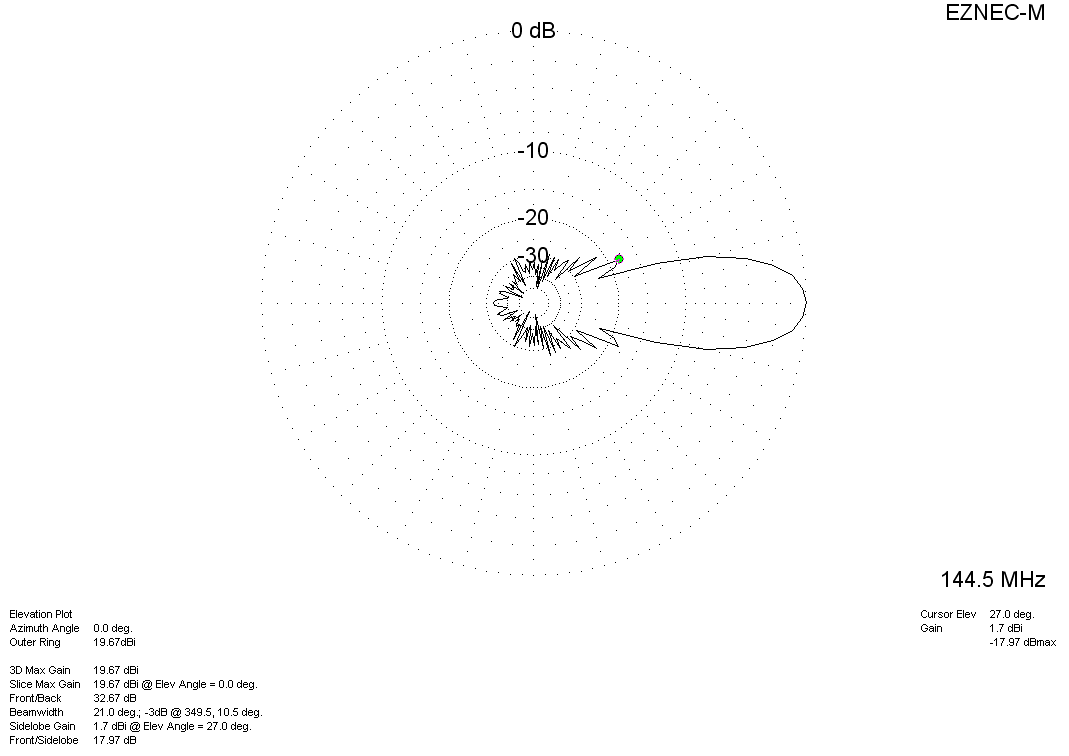 EZNEC-M
0 dB
-10
-20
-30
144.5 MHz
Elevation Plot
Azimuth Angle 0.0 deg.
Outer Ring 19.67dBi
3D Max Gain 19.67 dBi
Slice Max Gain 19.67 dBi @ Elev Angle = 0.0 deg.
Front/Back 32.67 dB
Beamwidth 21.0 deg.; -3dB @ 349.5, 10.5 deg.
Sidelobe Gain 1.7 dBi @ Elev Angle = 27.0 deg.
Front/Sidelobe 17.97 dB
Cursor Elev 27.0 deg.
Gain 1.7 dBi
-17.97 dBmax